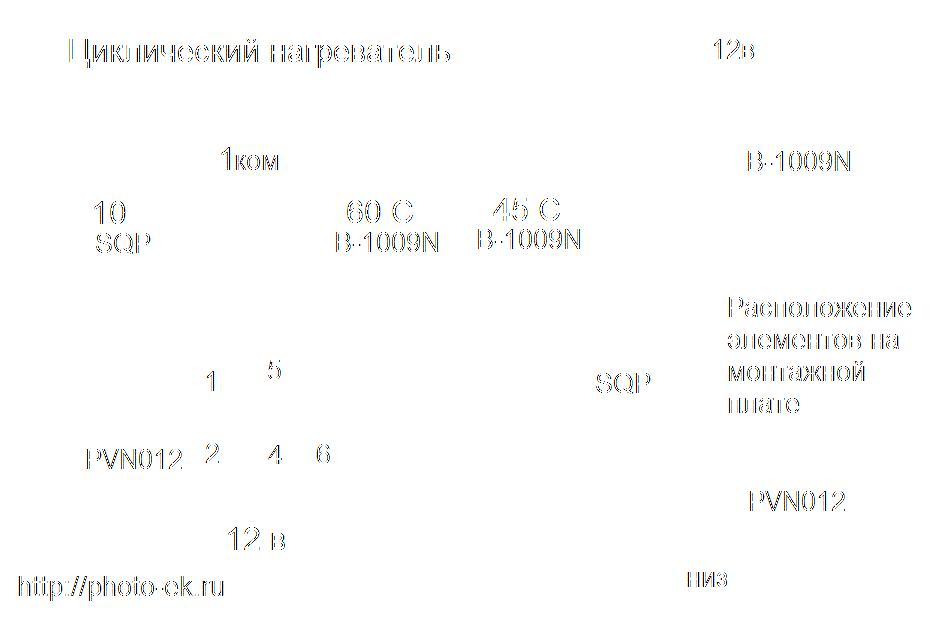 Циклический нагреватель
12в
1ком
B-1009N
10
SQP
60 C
B-1009N
45 C
B-1009N
Расположение
элементов на
монтажной
плате
1
5
SQP
PVN012
2
4
6
PVN012
12 в
низ
http://photo-ek.ru